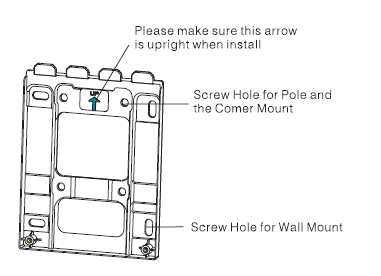 Please make sure this arrow
is upright when install
UP
Screw Hole for Pole and
the Comer Mount
Screw Hole for Wall Mount